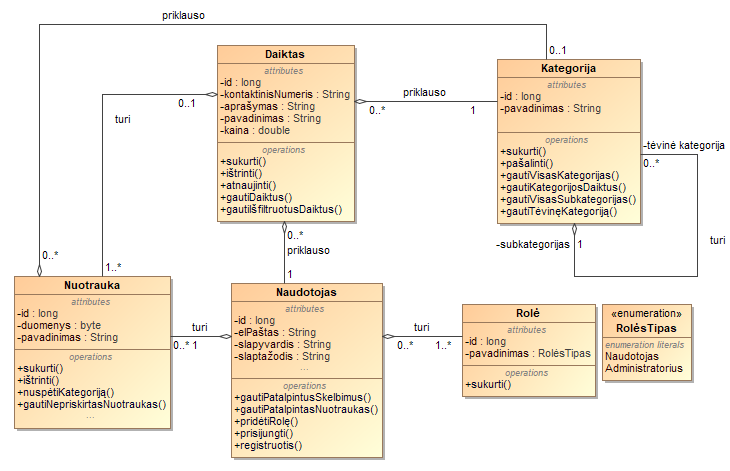 priklauso
0..1
Daiktas
attributes
-id : long
-kontaktinisNumeris : String
-aprašymas : String
-pavadinimas : String
-kaina : double
operations
+sukurti()
+ištrinti()
+atnaujinti()
+gautiDaiktus()
+gautiIšfiltruotusDaiktus()
0..1
turi
priklauso
0..*
1
Kategorija
attributes
-id : long
-pavadinimas : String
operations
+sukurti()
+pašalinti()
+gautiVisasKategorijas()
+gautiKategorijosDaiktus()
+gautiVisasSubkategorijas()
+gautiTėvinęKategoriją()
-tėvinė kategorija
0..*
turi
-subkategorijas
1
0..*
priklauso
1
0..*
1..*
Nuotrauka
attributes
-id : long
-duomenys : byte
-pavadinimas : String
operations
+sukurti()
+ištrinti()
+nuspėtiKategoriją()
+gautiNepriskirtasNuotraukas()
...
turi
0..*
1
Naudotojas
attributes
-id : long
-elPaštas : String
-slapyvardis : String
-slaptažodis : String
...
operations
+gautiPatalpintusSkelbimus()
+gautiPatalpintasNuotraukas()
+pridėtiRolę()
+prisijungti()
+registruotis()
turi
0..*
1..*
Rolė
attributes
-id : long
-pavadinimas : RolėsTipas
operations
+sukurti()
«enumeration»
RolėsTipas
enumeration literals
Naudotojas
Administratorius